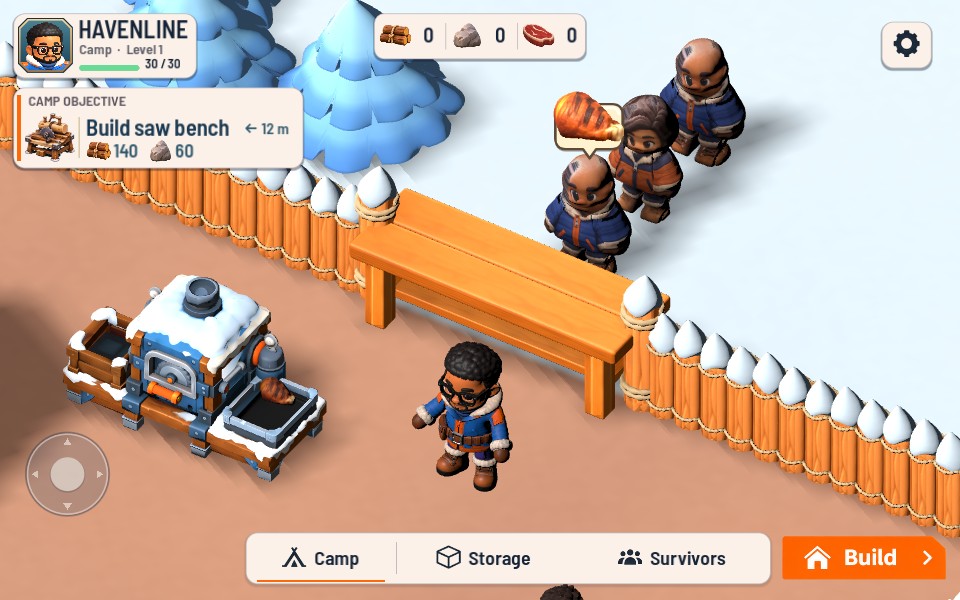 HAVENLINE
Camp · Level 1
30 / 30
0
0
0
CAMP OBJECTIVE
Build saw bench
← 12 m
140
60
Camp
Storage
Survivors
Build